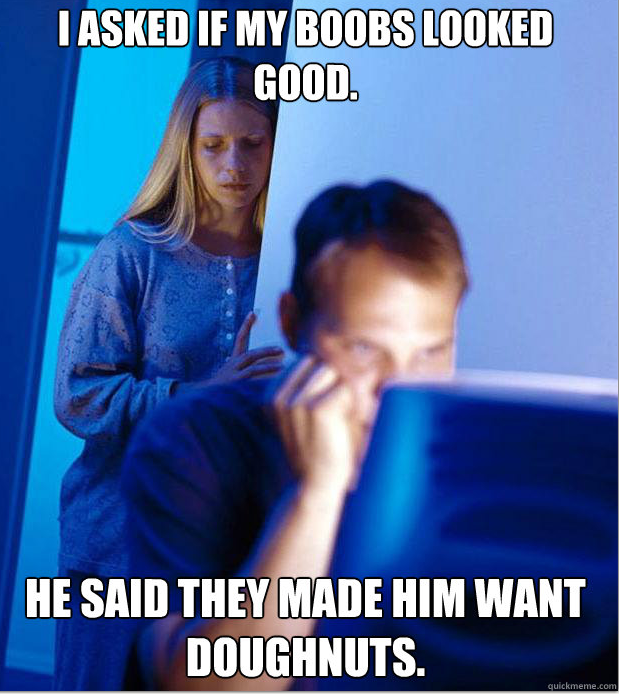 I ASKED IF MY BOOBS LOOKED
GOOD.
HE SAID THEY MADE HIM WANT
DOUGHNUTS.
quickmeme.com